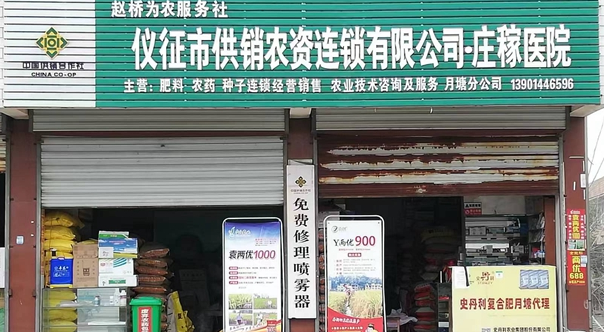 赵桥为农服务社
仪征市供销农资连锁有限公司·庄稼医院
中国供销合作社
CHINA CO-OP
主营：肥料 农药 种子连锁经营销售 农业技术咨询及服务 月塘分公司 13901446596
免费修理喷雾器
袁两优1000
Y两优900
史丹利复合肥月塘代理
688